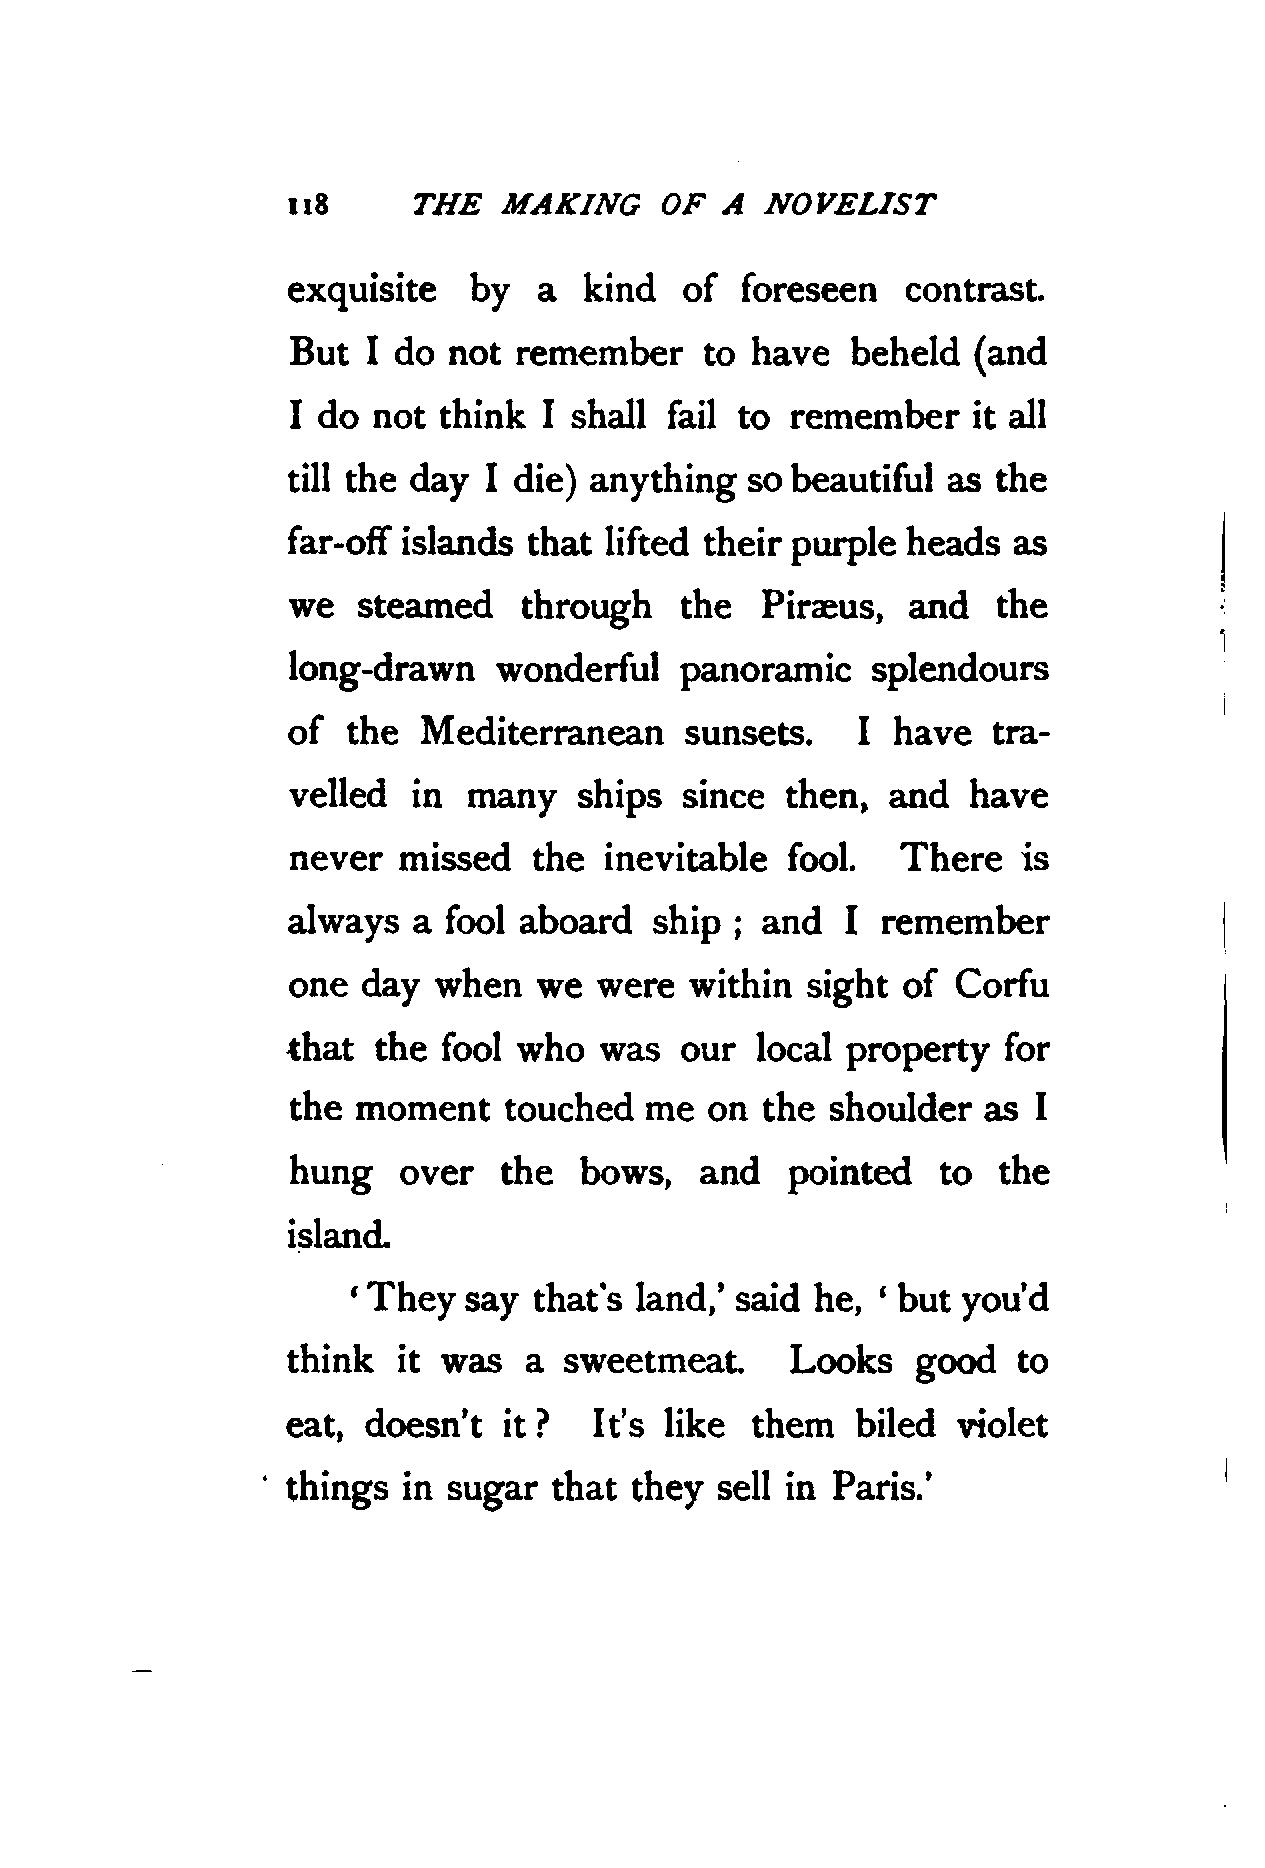 118 THE MAKING OF A NOVELIST
exquisite by a kind of foreseen contrast.
But I do not remember to have beheld (and
I do not think I shall fail to remember it all
till the day I die) anything so beautiful as the
far-off islands that lifted their purple heads as
we steamed through the Piræus, and the
long-drawn wonderful panoramic splendours
of the Mediterranean sunsets. I have tra-
velled in many ships since then, and have
never missed the inevitable fool. There is
always a fool aboard ship ; and I remember
one day when we were within sight of Corfu
that the fool who was our local property for
the moment touched me on the shoulder as I
hung over the bows, and pointed to the
island.
‘ They say that's land,’ said he, ‘ but you'd
think it was a sweetmeat. Looks good to
eat, doesn't it ? It's like them biled violet
things in sugar that they sell in Paris.’